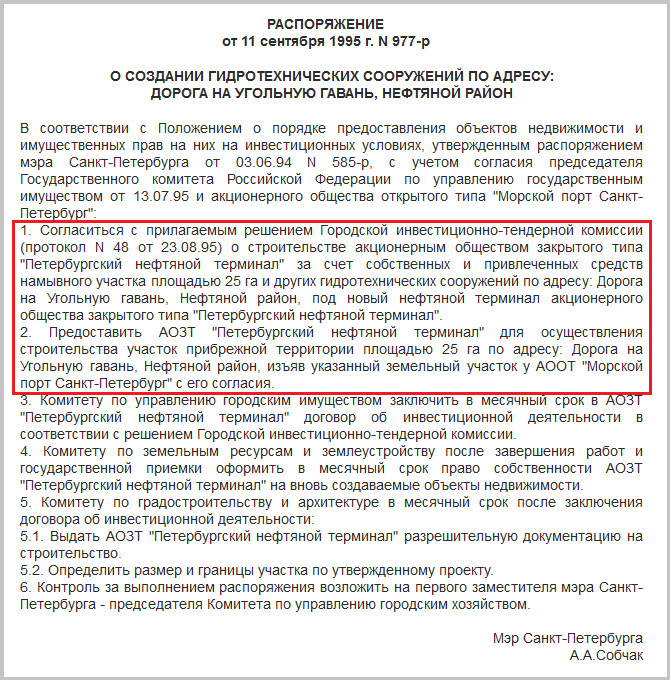 РАСПОРЯЖЕНИЕ
от 11 сентября 1995 г. N 977-р
О СОЗДАНИИ ГИДРОТЕХНИЧЕСКИХ СООРУЖЕНИЙ ПО АДРЕСУ:
ДОРОГА НА УГОЛЬНУЮ ГАВАНЬ, НЕФТЯНОЙ РАЙОН
В соответствии с Положением о порядке предоставления объектов недвижимости и
имущественных прав на них на инвестиционных условиях, утвержденным распоряжением
мэра Санкт-Петербурга от 03.06.94 N 585-р, с учетом согласия председателя
Государственного комитета Российской Федерации по управлению государственным
имуществом от 13.07.95 и акционерного общества открытого типа "Морской порт Санкт-
Петербург":
1. Согласиться с прилагаемым решением Городской инвестиционно-тендерной комиссии
(протокол N 48 от 23.08.95) о строительстве акционерным обществом закрытого типа
"Петербургский нефтяной терминал" за счет собственных и привлеченных средств
намывного участка площадью 25 га и других гидротехнических сооружений по адресу: Дорога
на Угольную гавань, Нефтяной район, под новый нефтяной терминал акционерного
общества закрытого типа "Петербургский нефтяной терминал".
2. Предоставить АОЗТ "Петербургский нефтяной терминал" для осуществления
строительства участок прибрежной территории площадью 25 га по адресу: Дорога на
Угольную гавань, Нефтяной район, изъяв указанный земельный участок у АООТ "Морской
порт Санкт-Петербург" с его согласия.
3. Комитету по управлению городским имуществом заключить в месячный срок в АОЗТ
"Петербургский нефтяной терминал" договор об инвестиционной деятельности в
соответствии с решением Городской инвестиционно-тендерной комиссии.
4. Комитету по земельным ресурсам и землеустройству после завершения работ и
государственной приемки оформить в месячный срок право собственности АОЗТ
"Петербургский нефтяной терминал" на вновь создаваемые объекты недвижимости.
5. Комитету по градостроительству и архитектуре в месячный срок после заключения
договора об инвестиционной деятельности:
5.1. Выдать АОЗТ "Петербургский нефтяной терминал" разрешительную документацию на
строительство.
5.2. Определить размер и границы участка по утвержденному проекту.
6. Контроль за выполнением распоряжения возложить на первого заместителя мэра Санкт-
Петербурга - председателя Комитета по управлению городским хозяйством.
Мэр Санкт-Петербурга
А.А.Собчак